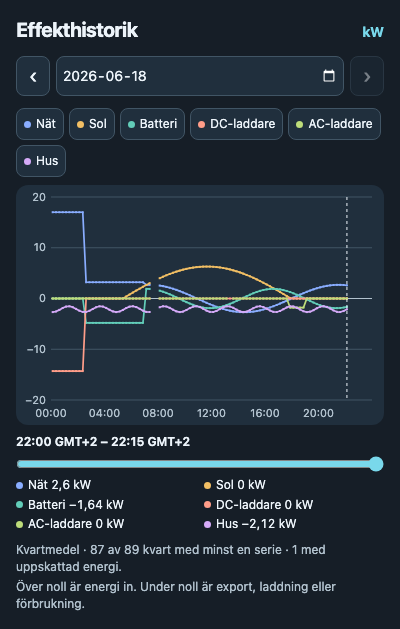 Effekthistorik
kW
2026-06-18
Nät
Sol
Batteri
DC-laddare
AC-laddare
Hus
20
10
0
−10
−20
00:00 04:00 08:00 12:00 16:00 20:00
22:00 GMT+2 – 22:15 GMT+2
Nät 2,6 kW
Sol 0 kW
Batteri −1,64 kW
DC-laddare 0 kW
AC-laddare 0 kW
Hus −2,12 kW
Kvartmedel · 87 av 89 kvart med minst en serie · 1 med
uppskattad energi.
Över noll är energi in. Under noll är export, laddning eller
förbrukning.